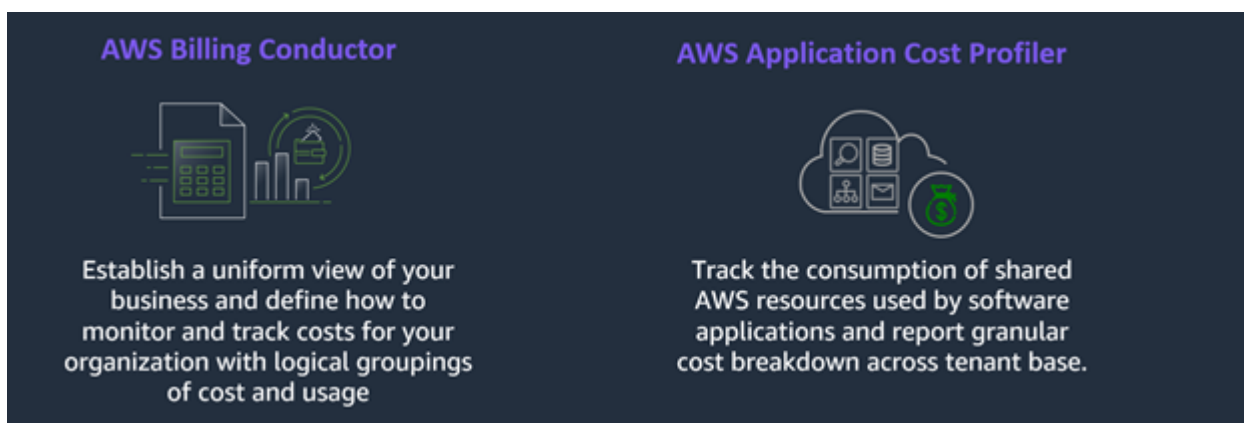 AWS Billing Conductor
Establish a uniform view of your
business and define how to
monitor and track costs for your
organization with logical groupings
of cost and usage
AWS Application Cost Profiler
$
Track the consumption of shared
AWS resources used by software
applications and report granular
cost breakdown across tenant base.